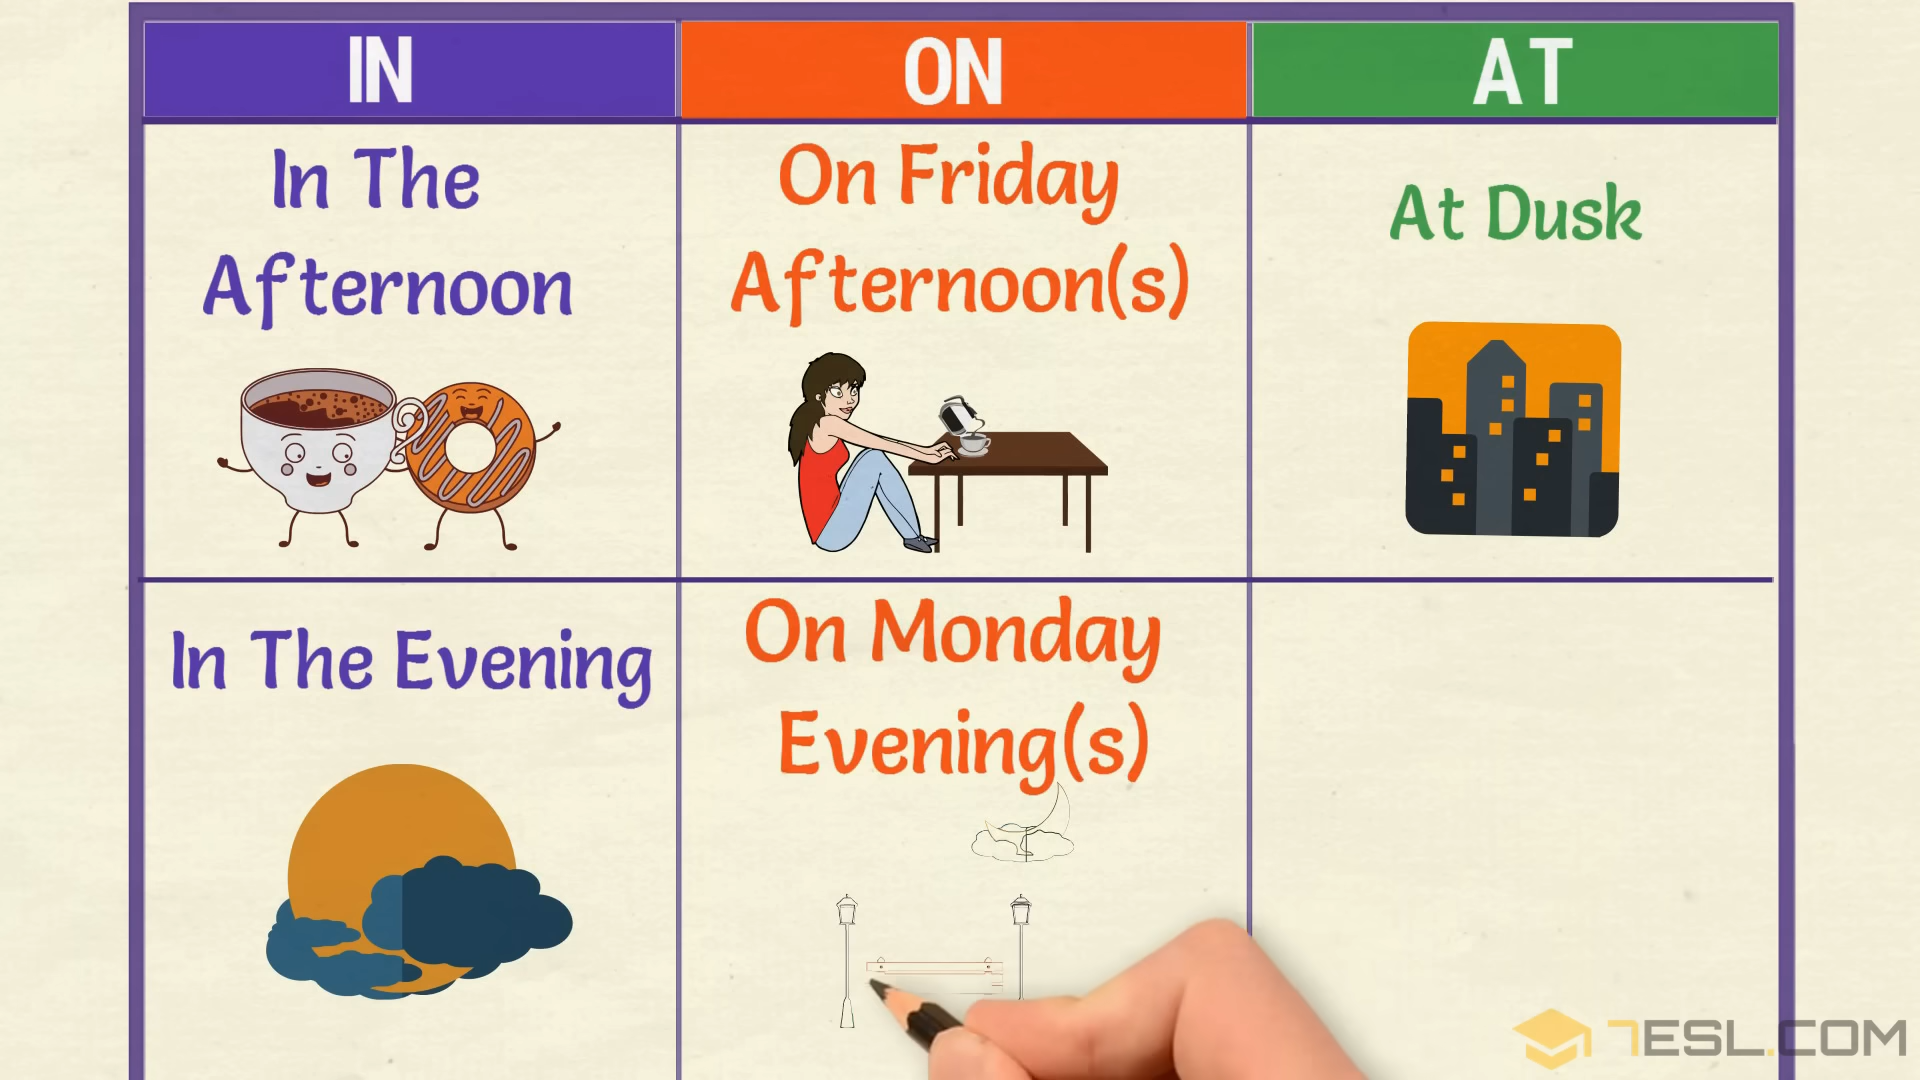 IN
ON
AT
In The
Afternoon
On Friday
Afternoon(s)
At Dusk
In The Evening
On Monday
Evening(s)
7ESL.COM